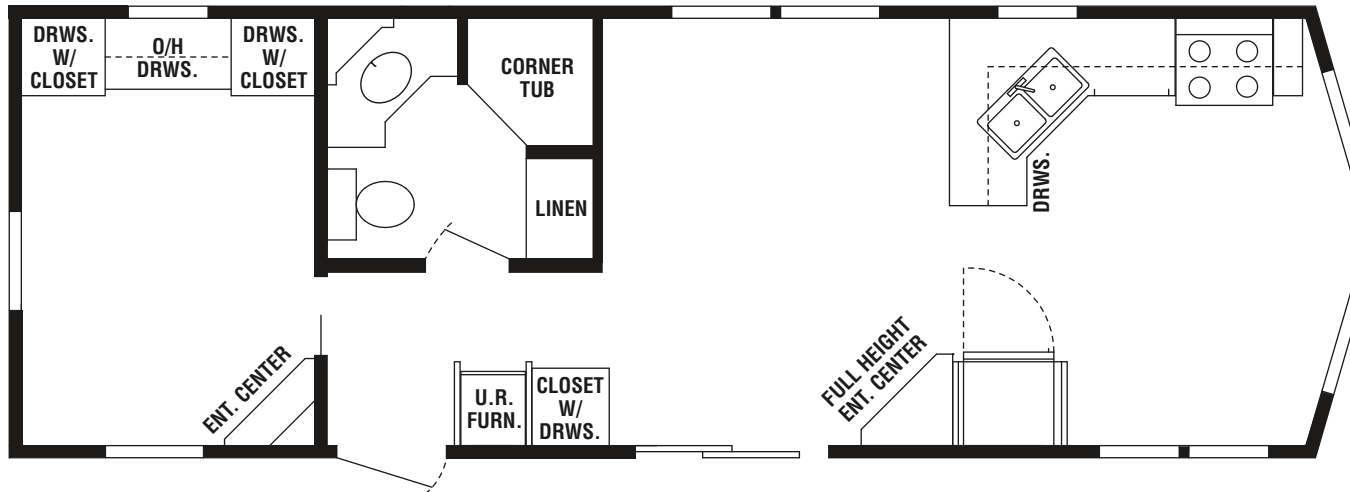 DRWS.
W/
CLOSET
O/H
DRWS.
DRWS.
W/
CLOSET
CORNER
TUB
LINEN
DRWS.
ENT. CENTER
U.R.
FURN.
CLOSET
W/
DRWS.
FULL HEIGHT
ENT. CENTER